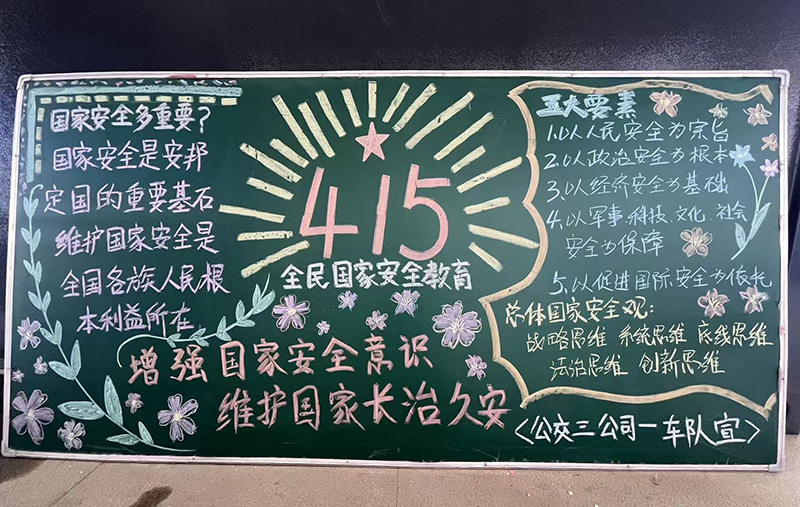 国家安全多重要?
国家安全是安邦
定国的重要基石
维护国家安全是
全国各族人民根
本利益所在
415
全民国家安全教育
增强国家安全意识
维护国家长治久安
五大要素
1.以人民安全为宗旨
2.以政治安全为根本
3.以经济安全为基础
4.以军事.科技.文化 社会
安全为保障
5.以促进国际安全为依托
总体国家安全观:
战略思维 系统思维 底线思维
法治思维 创新思维
<公交三公司一车队宣>